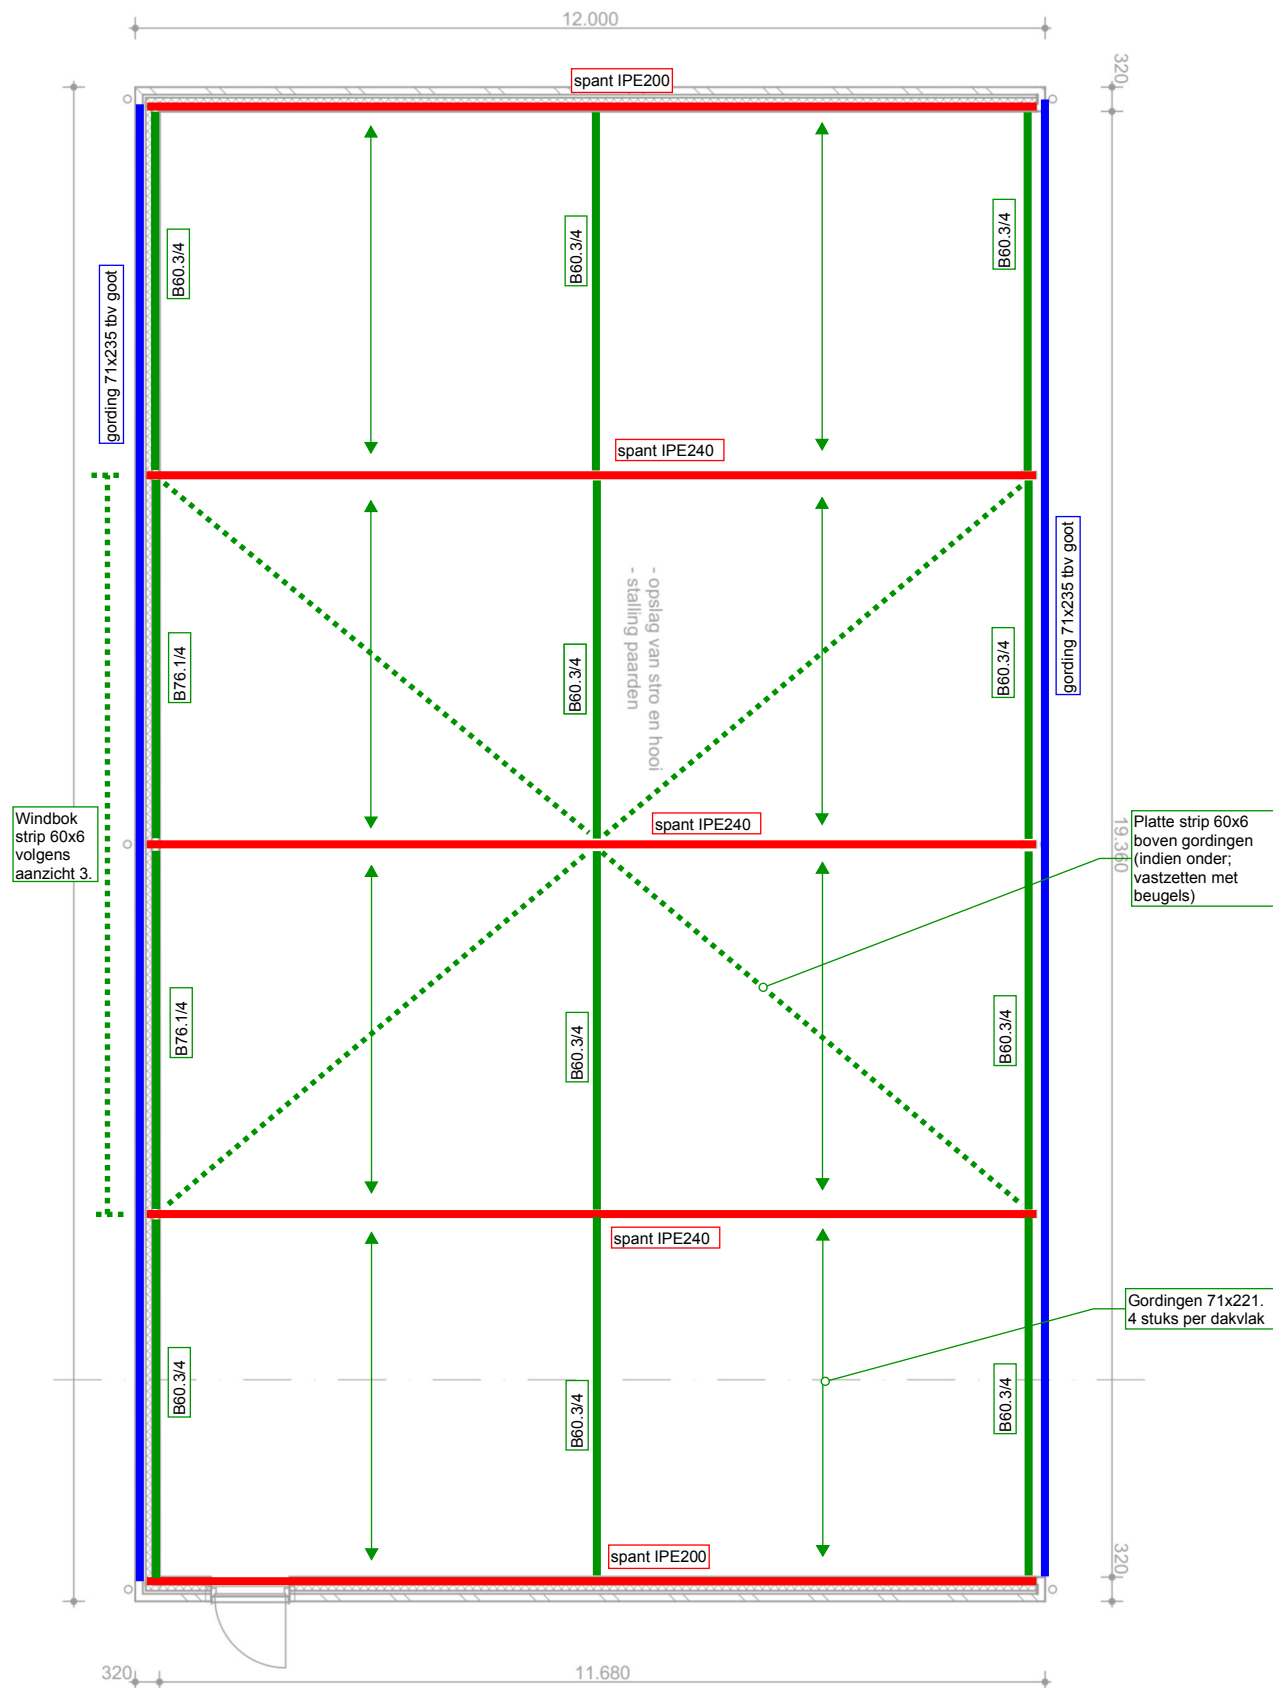 12.000
320
spant IPE200
B60.3/4
B60.3/4
B60.3/4
gording 71x235 tbv goot
spant IPE240
- opslag van stro en hooi
- stalling paarden
gording 71x235 tbv goot
B76.1/4
B60.3/4
B60.3/4
Windbok
strip 60x6
volgens
aanzicht 3.
spant IPE240
19.360
Platte strip 60x6
boven gordingen
(indien onder;
vastzetten met
beugels)
B76.1/4
B60.3/4
B60.3/4
spant IPE240
Gordingen 71x221.
4 stuks per dakvlak
B60.3/4
B60.3/4
B60.3/4
spant IPE200
320
320
11.680